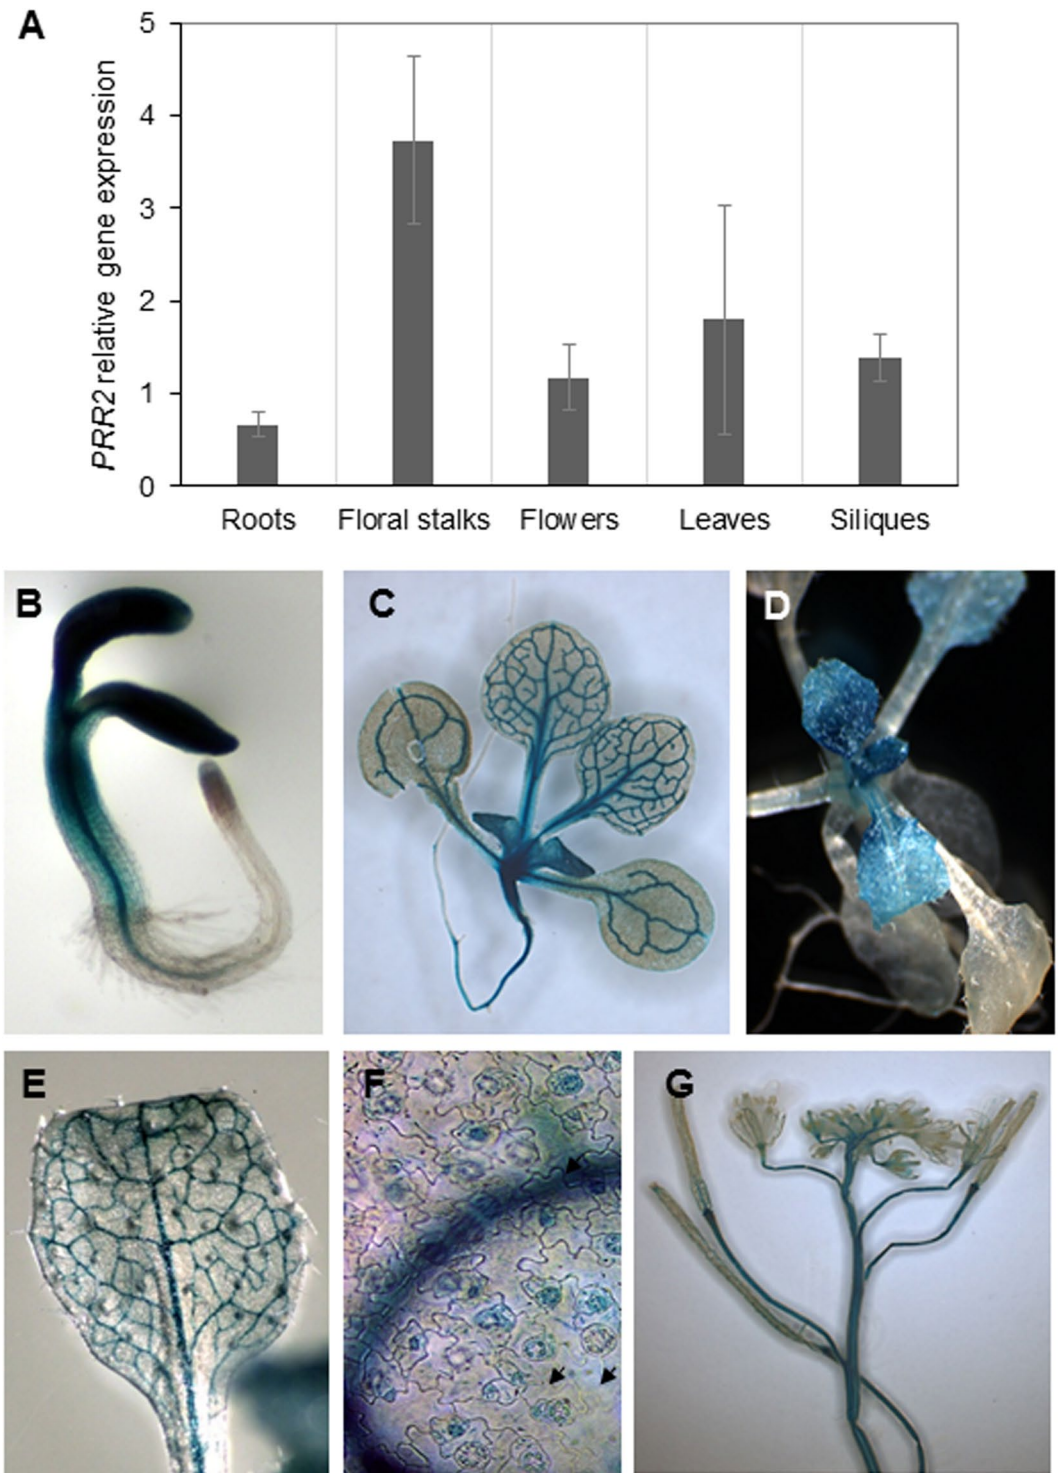 A
PRR2 relative gene expression
5
4
3
2
1
0
Roots
Floral stalks
Flowers
Leaves
Siliques
B
C
D
E
F
G